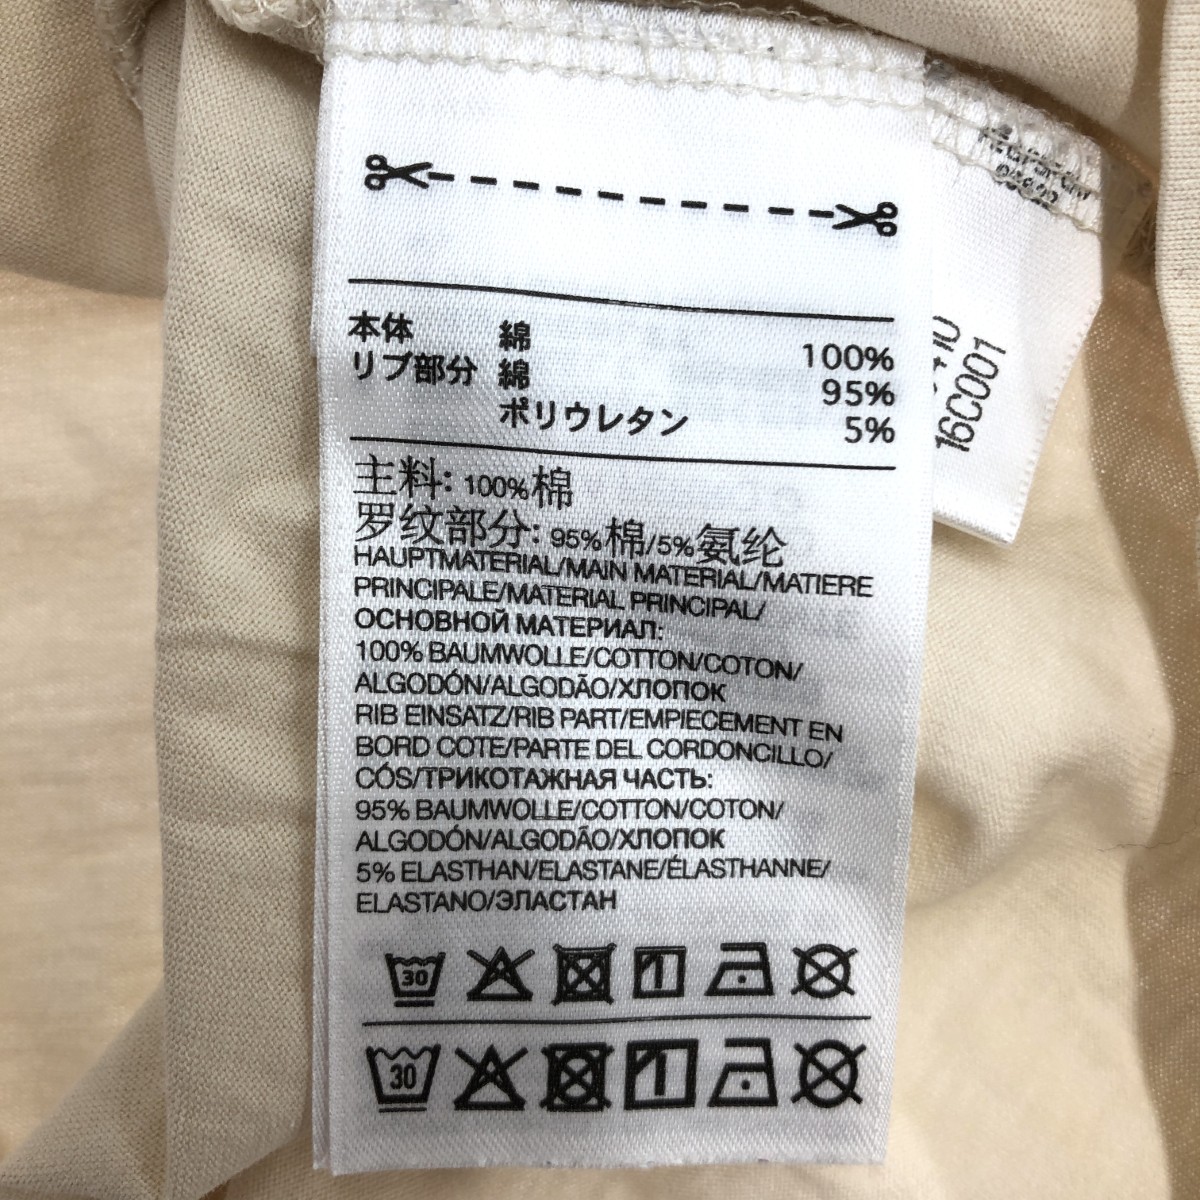 本体 綿 100%
リブ部分 綿 95%
ポリウレタン 5%
主料: 100%棉
罗纹部分: 95%棉/5%氨纶
HAUPTMATERIAL/MAIN MATERIAL/MATIERE
PRINCIPALE/MATERIAL PRINCIPAL/
ОСНОВНОЙ МАТЕРИАЛ:
100% BAUMWOLLE/COTTON/COTON/
ALGODÓN/ALGODÃO/ХЛОПОК
RIB EINSATZ/RIB PART/EMPIECEMENT EN
BORD COTE/PARTE DEL CORDONCILLO/
CÓS/ТРИКОТАЖНАЯ ЧАСТЬ:
95% BAUMWOLLE/COTTON/COTON/
ALGODÓN/ALGODÃO/ХЛОПОК
5% ELASTHAN/ELASTANE/ÉLASTHANNE/
ELASTANO/ЭЛАСТАН
30
30
16C001